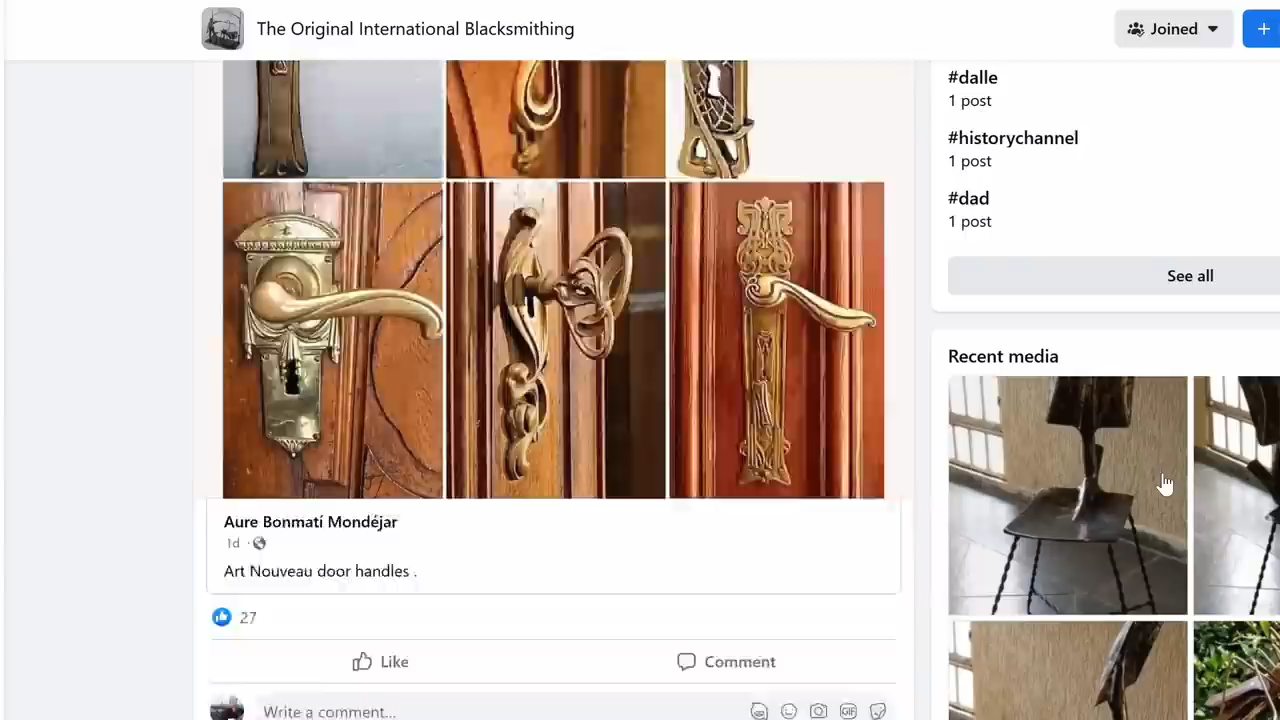 The Original International Blacksmithing
Joined
#dalle
1 post
#historychannel
1 post
#dad
1 post
See all
Recent media
Aure Bonmatí Mondéjar
1d ·
Art Nouveau door handles .
27
Like
Comment
Write a comment...
GIF